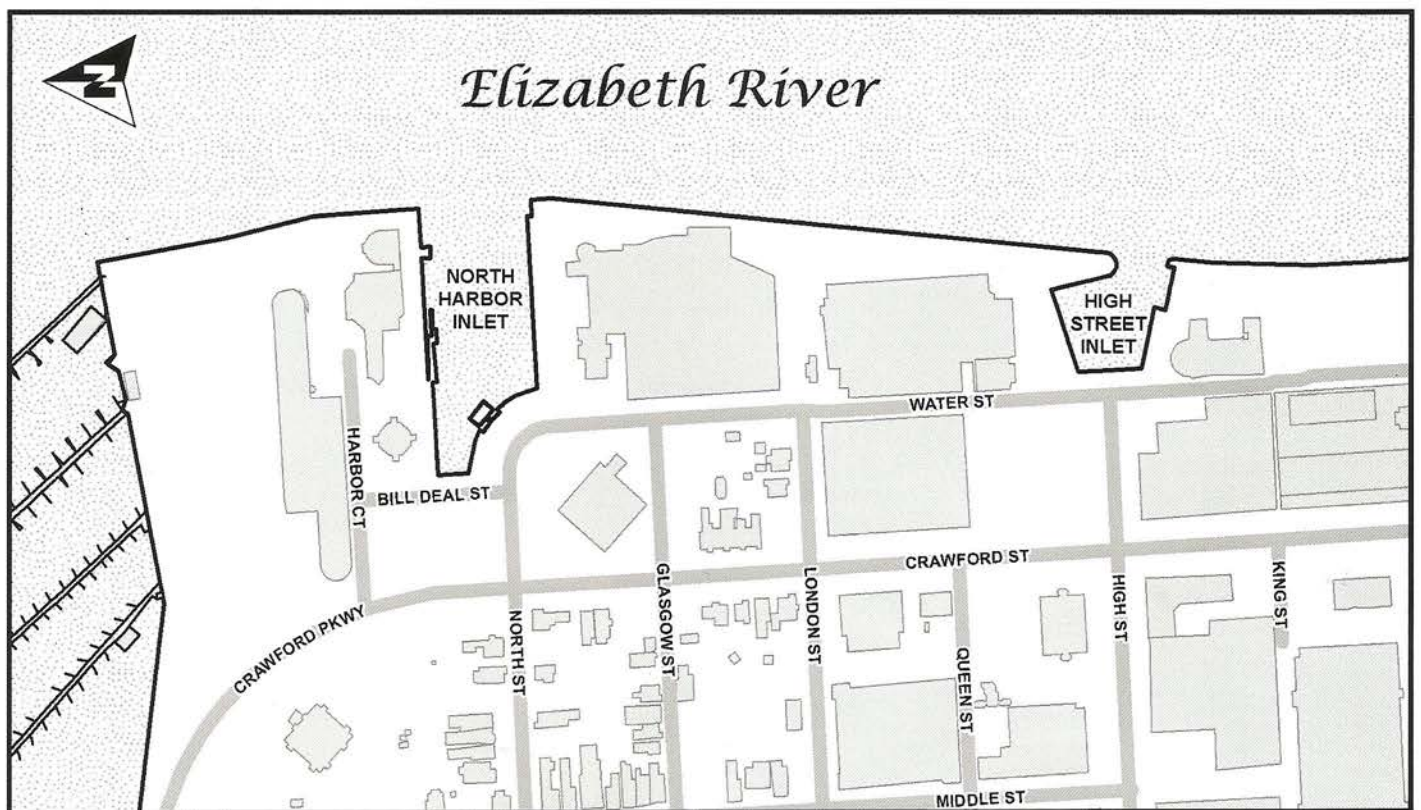 N
Elizabeth River
NORTH
HARBOR
INLET
HIGH
STREET
INLET
WATER ST
HARBOR CT
BILL DEAL ST
CRAWFORD ST
GLASGOW ST
LONDON ST
HIGH ST
KING ST
CRAWFORD PKWY
NORTH ST
QUEEN ST
MIDDLE ST